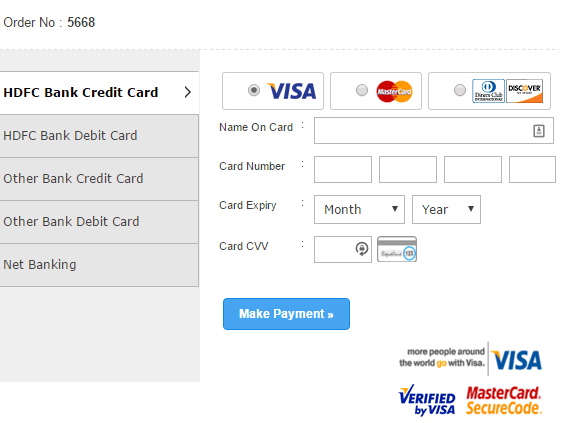 Order No : 5668
HDFC Bank Credit Card
HDFC Bank Debit Card
Other Bank Credit Card
Other Bank Debit Card
Net Banking
VISA MasterCard Diners Club INTERNATIONAL DISCOVER
Name On Card :
Card Number :
Card Expiry : Month Year
Card CVV : 123
Make Payment »
more people around
the world go with Visa. VISA
VERIFIED by VISA
MasterCard. SecureCode.